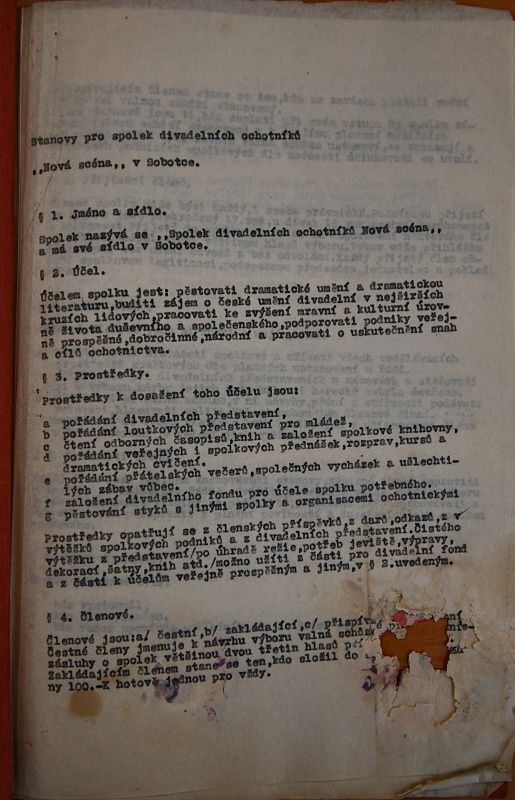 Stanovy pro spolek divadelních ochotníků
,,Nová scéna,, v Sobotce.
§ 1. Jméno a sídlo.
Spolek nazývá se ,,Spolek divadelních ochotníků Nová scéna,,
a má své sídlo v Sobotce.
§ 2. Účel.
Účelem spolku jest: pěstovati dramatické umění a dramatickou
literaturu,buditi zájem o české umění divadelní v nejširších
kruzích lidových,pracovati ke zvýšení mravní a kulturní úrov-
ně života duševního a společenského,podporovati podniky veřej-
ně prospěšné,dobročinné,národní a pracovati o uskutečnění snah
a cílů ochotnictva.
§ 3. Prostředky.
Prostředky k dosažení toho účelu jsou:
a pořádání divadelních představení,
b pořádání loutkových představení pro mládež,
c čtení odborných časopisů,knih a založení spolkové knihovny,
d pořádání veřejných i spolkových přednášek,rozprav,kursů a
dramatických cvičení.
e pořádání přátelských večerů,společných vycházek a ušlechti-
lých zábav vůbec.
f založení divadelního fondu pro účele spolku potřebného.
g pěstování styků s jinými spolky a organisacemi ochotnickými
Prostředky opatřují se z členských příspěvků,z darů,odkazů,z v
výtěžků spolkových podniků a z divadelních představení.Čistého
výtěžku z představení/po úhradě režie,potřeb jeviště,výpravy,
dekorací,šatny,knih atd./možno užíti z části pro divadelní fond
a z části k účelům veřejně prospěšným a jiným,v § 2.uvedeným.
§ 4. Členové.
Členové jsou:a/ čestní,b/ zakládající,c/
Čestné členy jmenuje k návrhu výboru valná
zásluhy o spolek většinou dvou třetin hlasů
Zakládajícím členem stane se ten,kdo složil do
ny 100.-K hotově jednou pro vždy.